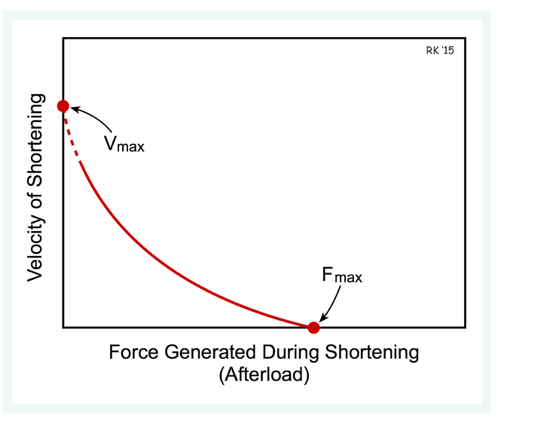 RK '15
Velocity of Shortening
Vmax
Fmax
Force Generated During Shortening
(Afterload)